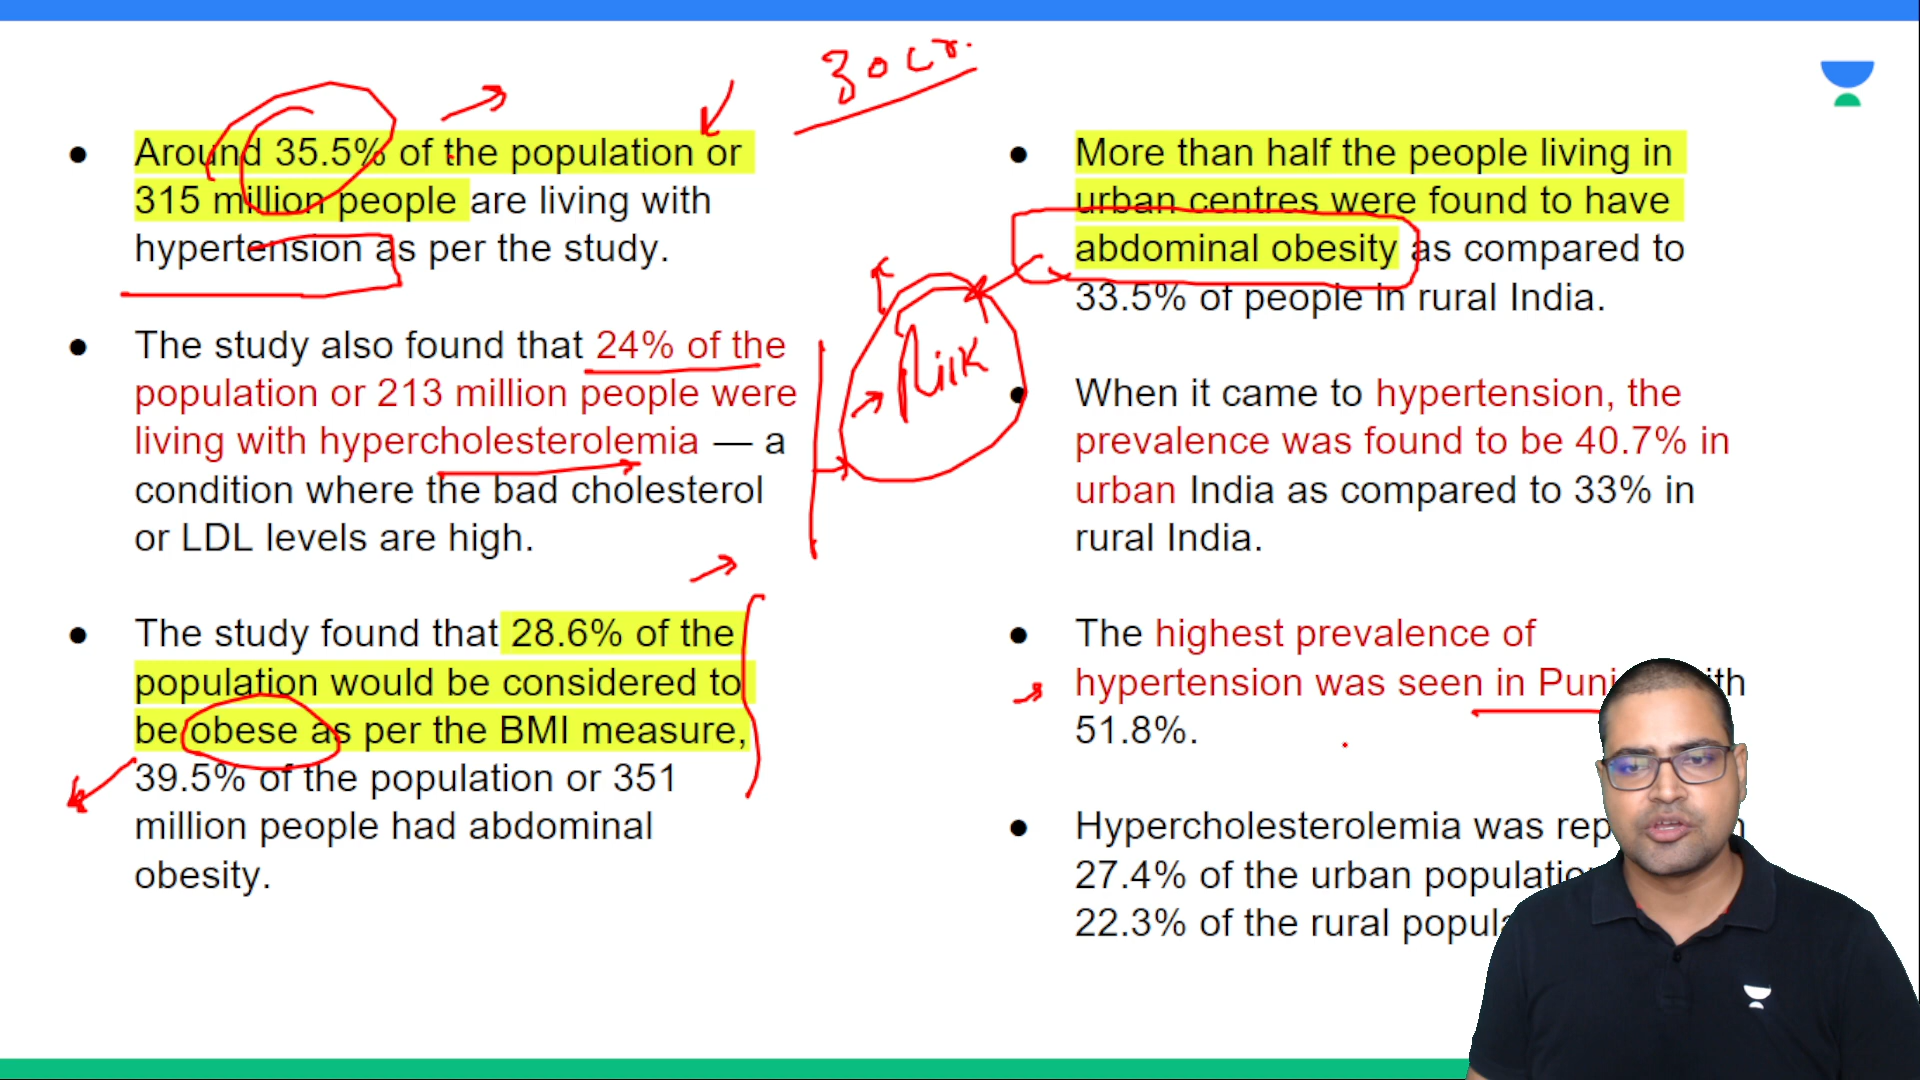 30 cr.
Around 35.5% of the population or
315 million people are living with
hypertension as per the study.
The study also found that 24% of the
population or 213 million people were
living with hypercholesterolemia — a
condition where the bad cholesterol
or LDL levels are high.
The study found that 28.6% of the
population would be considered to
be obese as per the BMI measure,
39.5% of the population or 351
million people had abdominal
obesity.
Risk
More than half the people living in
urban centres were found to have
abdominal obesity as compared to
33.5% of people in rural India.
When it came to hypertension, the
prevalence was found to be 40.7% in
urban India as compared to 33% in
rural India.
The highest prevalence of
hypertension was seen in
51.8%.
Hypercholesterolemia was
27.4% of the urban
22.3% of the rural